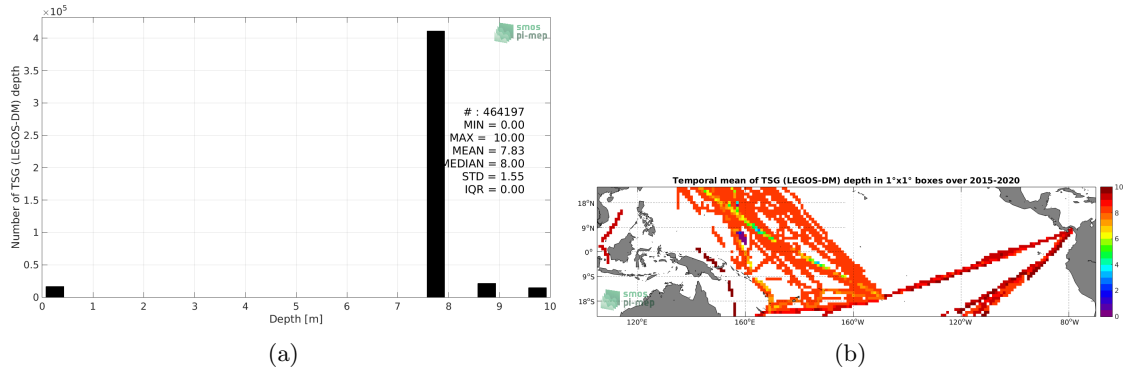 ×10⁵
smos
pi-mep
4
3.5
3
2.5
2
1.5
1
0.5
0
Number of TSG (LEGOS-DM) depth
# : 464197
MIN = 0.00
MAX = 10.00
MEAN = 7.83
MEDIAN = 8.00
STD = 1.55
IQR = 0.00
0 1 2 3 4 5 6 7 8 9 10
Depth [m]
(a)
Temporal mean of TSG (LEGOS-DM) depth in 1°x1° boxes over 2015-2020
18°N
9°N
0°
9°S
18°S
smos
pi-mep
120°E 160°E 160°W 120°W 80°W
10
8
6
4
2
0
(b)